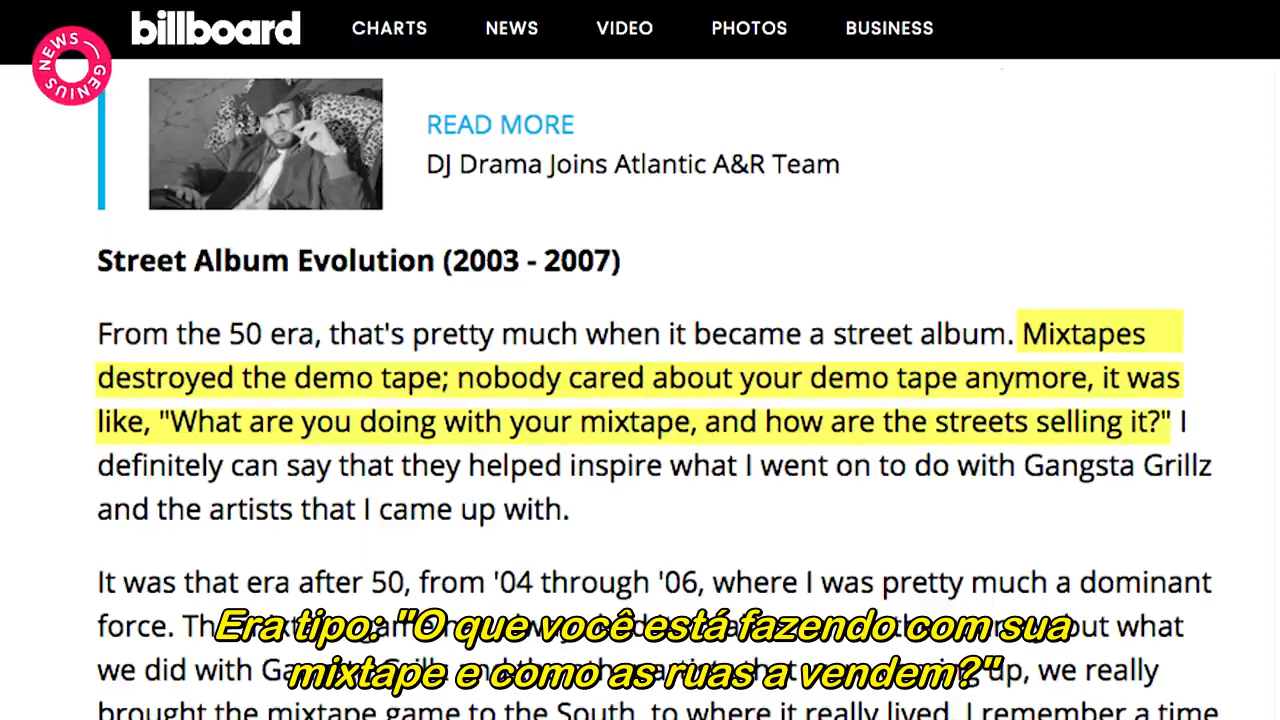 billboard CHARTS NEWS VIDEO PHOTOS BUSINESS
NEWS GENIUS
READ MORE
DJ Drama Joins Atlantic A&R Team
Street Album Evolution (2003 - 2007)
From the 50 era, that's pretty much when it became a street album. Mixtapes
destroyed the demo tape; nobody cared about your demo tape anymore, it was
like, "What are you doing with your mixtape, and how are the streets selling it?" I
definitely can say that they helped inspire what I went on to do with Gangsta Grillz
and the artists that I came up with.
It was that era after 50, from '04 through '06, where I was pretty much a dominant
force.
Era tipo: "O que você está fazendo com sua
but what
we did with
mixtape e como as ruas a vendem?"
up, we really
brought the mixtape game to the South, to where it really lived. I remember a time